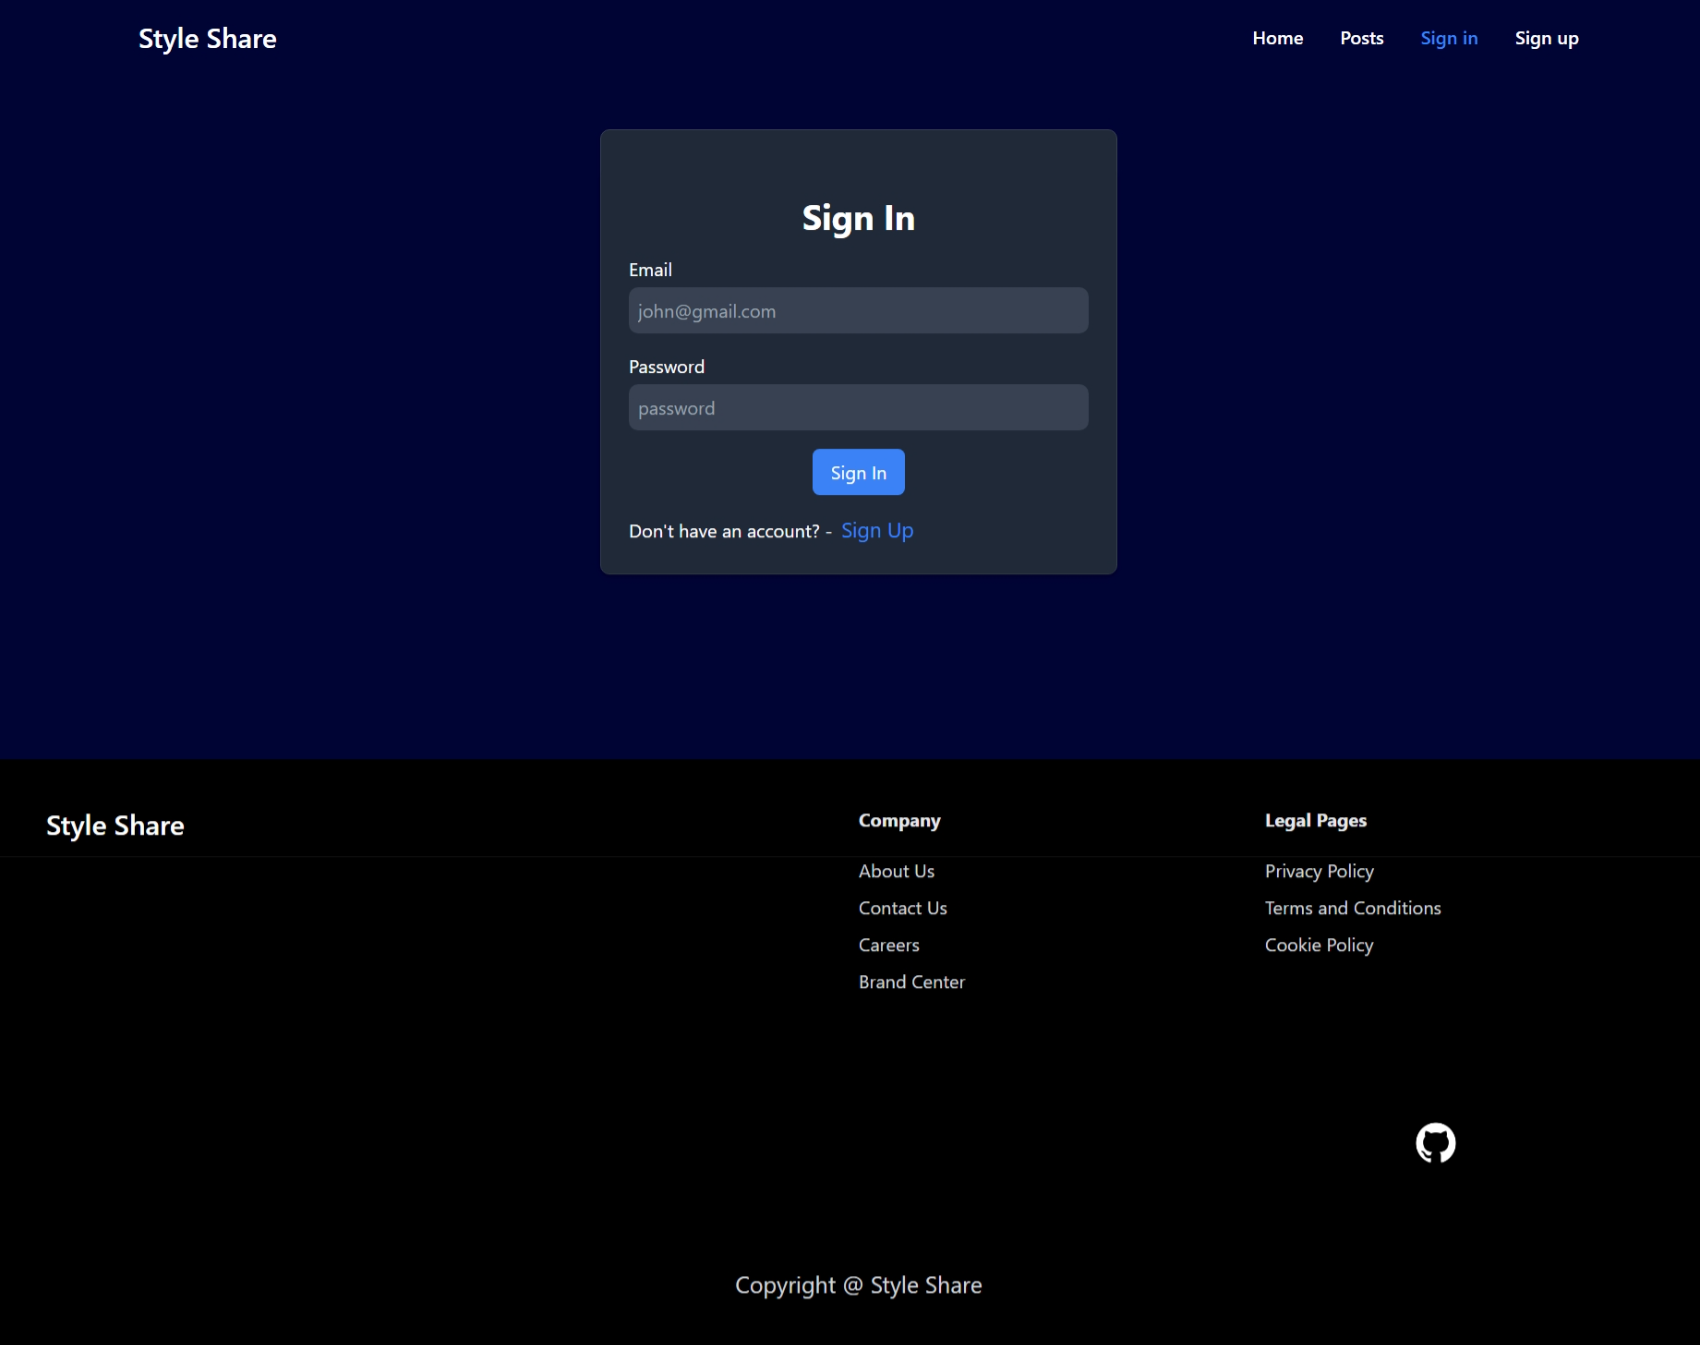 Style Share
Home
Posts
Sign in
Sign up
Sign In
Email
john@gmail.com
Password
password
Sign In
Don't have an account? - Sign Up
Style Share
Company
About Us
Contact Us
Careers
Brand Center
Legal Pages
Privacy Policy
Terms and Conditions
Cookie Policy
Copyright @ Style Share